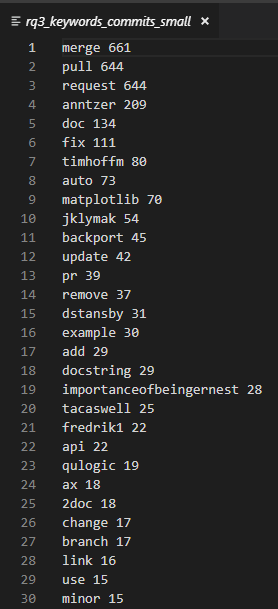 rq3_keywords_commits_small ×
1 merge 661
2 pull 644
3 request 644
4 anntzer 209
5 doc 134
6 fix 111
7 timhoffm 80
8 auto 73
9 matplotlib 70
10 jklymak 54
11 backport 45
12 update 42
13 pr 39
14 remove 37
15 dstansby 31
16 example 30
17 add 29
18 docstring 29
19 importanceofbeingernest 28
20 tacaswell 25
21 fredrik1 22
22 api 22
23 qulogic 19
24 ax 18
25 2doc 18
26 change 17
27 branch 17
28 link 16
29 use 15
30 minor 15